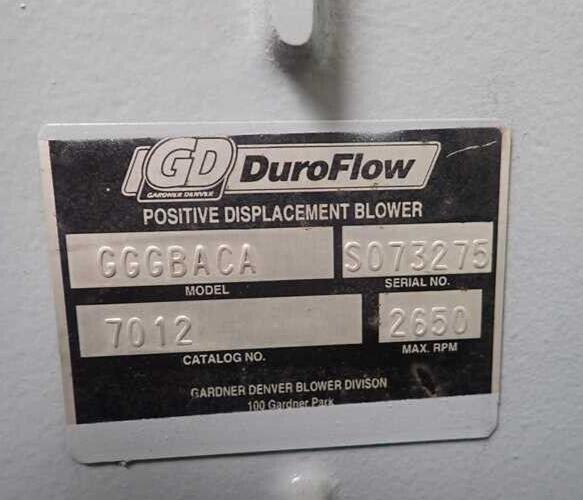 GD DuroFlow
GARDNER DENVER
POSITIVE DISPLACEMENT BLOWER
GGGBACA S073275
MODEL SERIAL NO.
7012 2650
CATALOG NO. MAX. RPM
GARDNER DENVER BLOWER DIVISON
100 Gardner Park